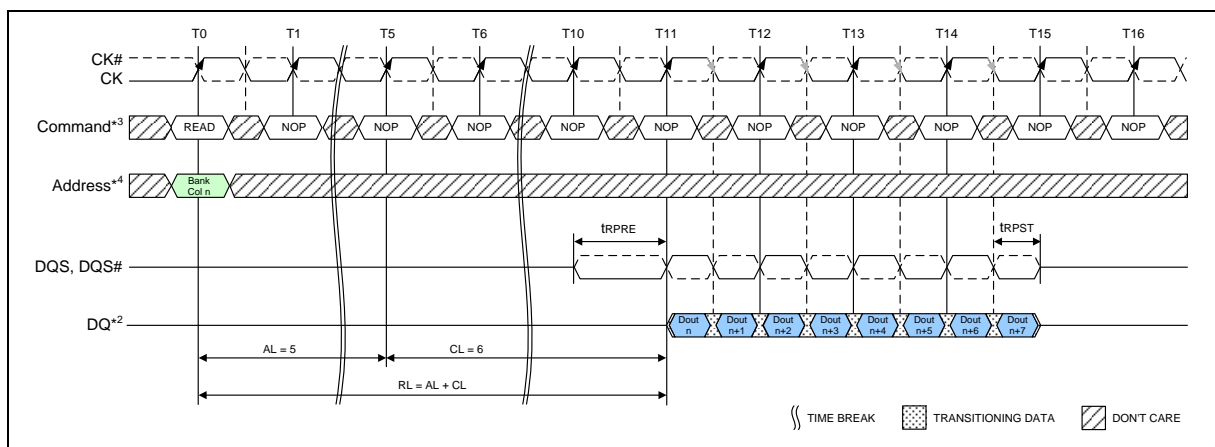 T0 T1 T5 T6 T10 T11 T12 T13 T14 T15 T16
CK#
CK
Command*3 READ NOP NOP NOP NOP NOP NOP NOP NOP NOP NOP
Address*4 Bank
Col n
tRPRE tRPST
DQS, DQS#
DQ*2 Dout n Dout n+1 Dout n+2 Dout n+3 Dout n+4 Dout n+5 Dout n+6 Dout n+7
AL = 5 CL = 6
RL = AL + CL
TIME BREAK TRANSITIONING DATA DON'T CARE